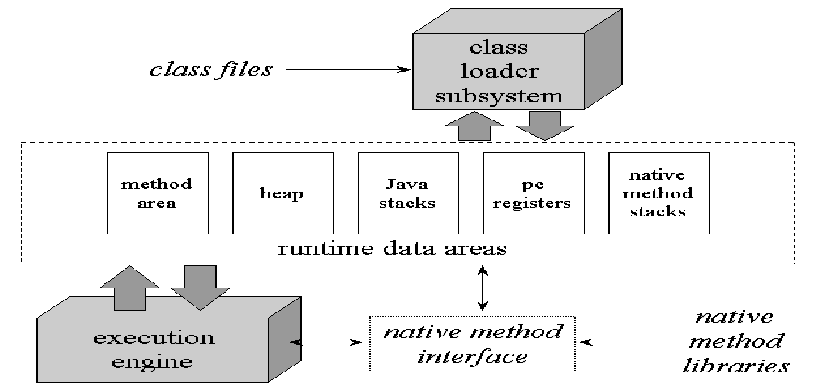 class
loader
subsystem
class files
method
area
heap
Java
stacks
pc
registers
native
method
stacks
runtime data areas
execution
engine
native method
interface
native
method
libraries